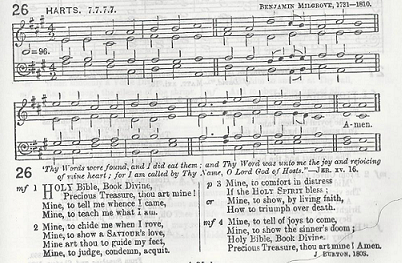 26 HARTS. 7.7.7.7. BENJAMIN MILGROVE, 1731–1810.
=96.
A-men.
26 'Thy Words were found, and I did eat them; and Thy Word was unto me the joy and rejoicing
of mine heart; for I am called by Thy Name, O Lord God of Hosts.'—JER. XV. 16.
mf 1 HOLY Bible, Book Divine,
Precious Treasure, thou art mine!
Mine, to tell me whence I came,
Mine, to teach me what I am.
2 Mine, to chide me when I rove,
Mine, to show a SAVIOUR'S love,
Mine art thou to guide my feet,
Mine, to judge, condemn, acquit.
p 3 Mine, to comfort in distress
If the HOLY SPIRIT bless;
cr Mine, to show, by living faith,
How to triumph over death.
mf 4 Mine, to tell of joys to come,
Mine, to show the sinner's doom;
Holy Bible, Book Divine,
Precious Treasure, thou art mine! Amen.
J. BURTON, 1803.